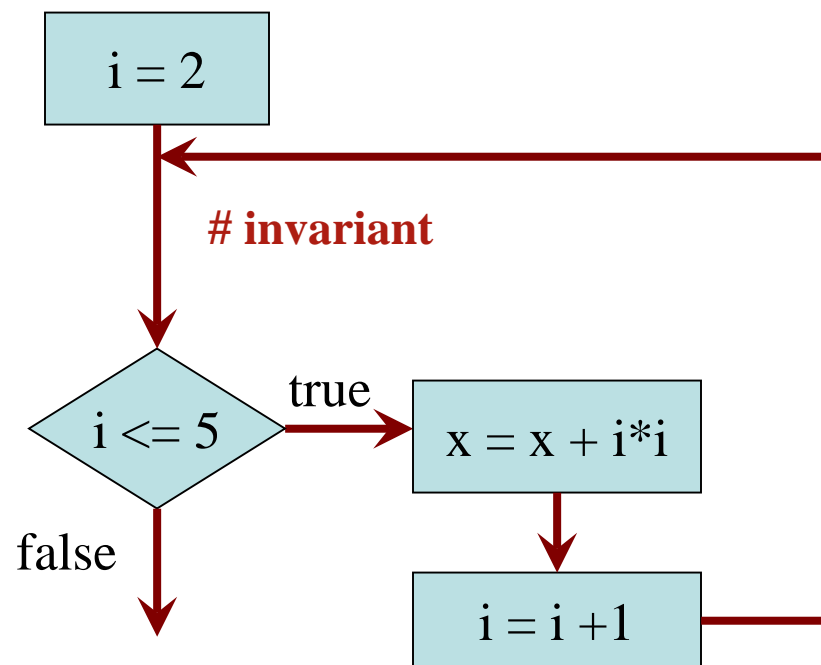 i = 2
# invariant
i <= 5
true
x = x + i*i
false
i = i +1